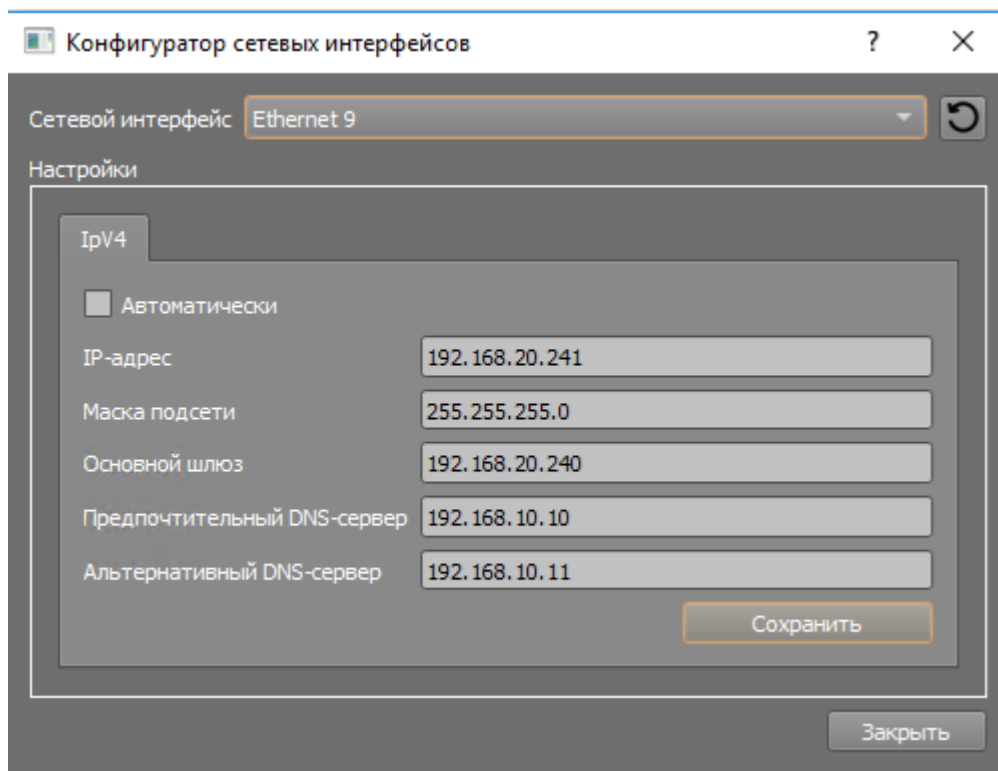 Конфигуратор сетевых интерфейсов ?
Сетевой интерфейс Ethernet 9
Настройки
IpV4
Автоматически
IP-адрес 192.168.20.241
Маска подсети 255.255.255.0
Основной шлюз 192.168.20.240
Предпочтительный DNS-сервер 192.168.10.10
Альтернативный DNS-сервер 192.168.10.11
Сохранить
Закрыть